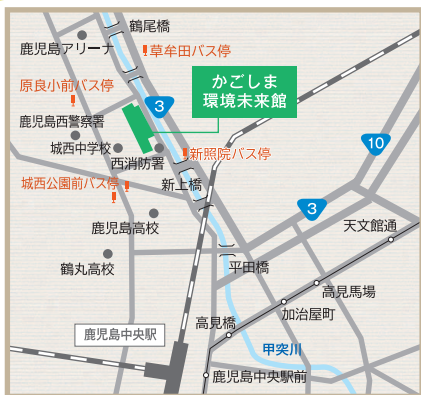 鶴尾橋
鹿児島アリーナ
草牟田バス停
原良小前バス停
かごしま
環境未来館
3
鹿児島西警察署
城西中学校
西消防署
新照院バス停
10
城西公園前バス停
新上橋
3
鹿児島高校
天文館通
鶴丸高校
平田橋
高見馬場
加治屋町
鹿児島中央駅
高見橋
甲突川
鹿児島中央駅前